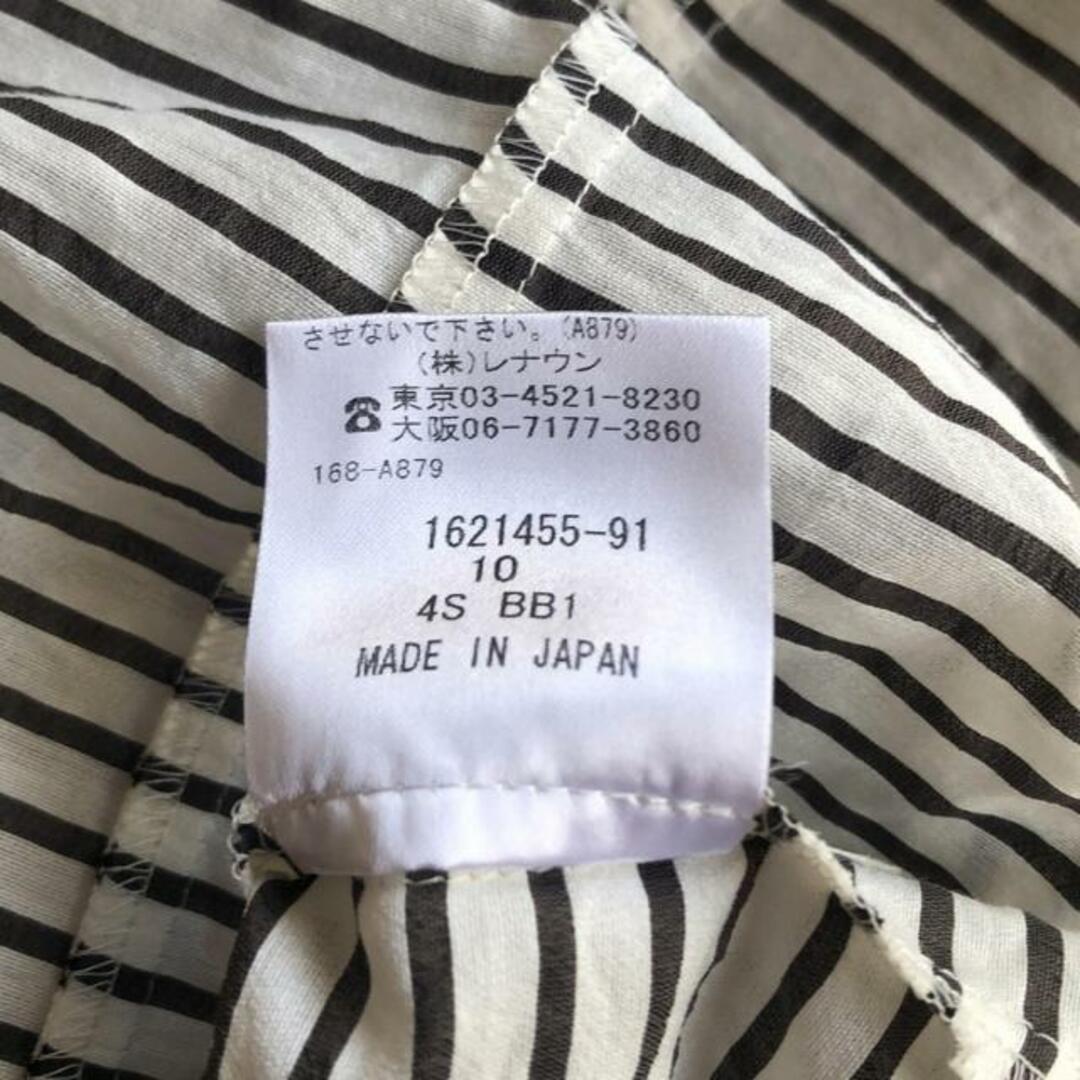 させないで下さい。(A879)
(株)レナウン
東京03-4521-8230
大阪06-7177-3860
168-A879
1621455-91
10
4S BB1
MADE IN JAPAN